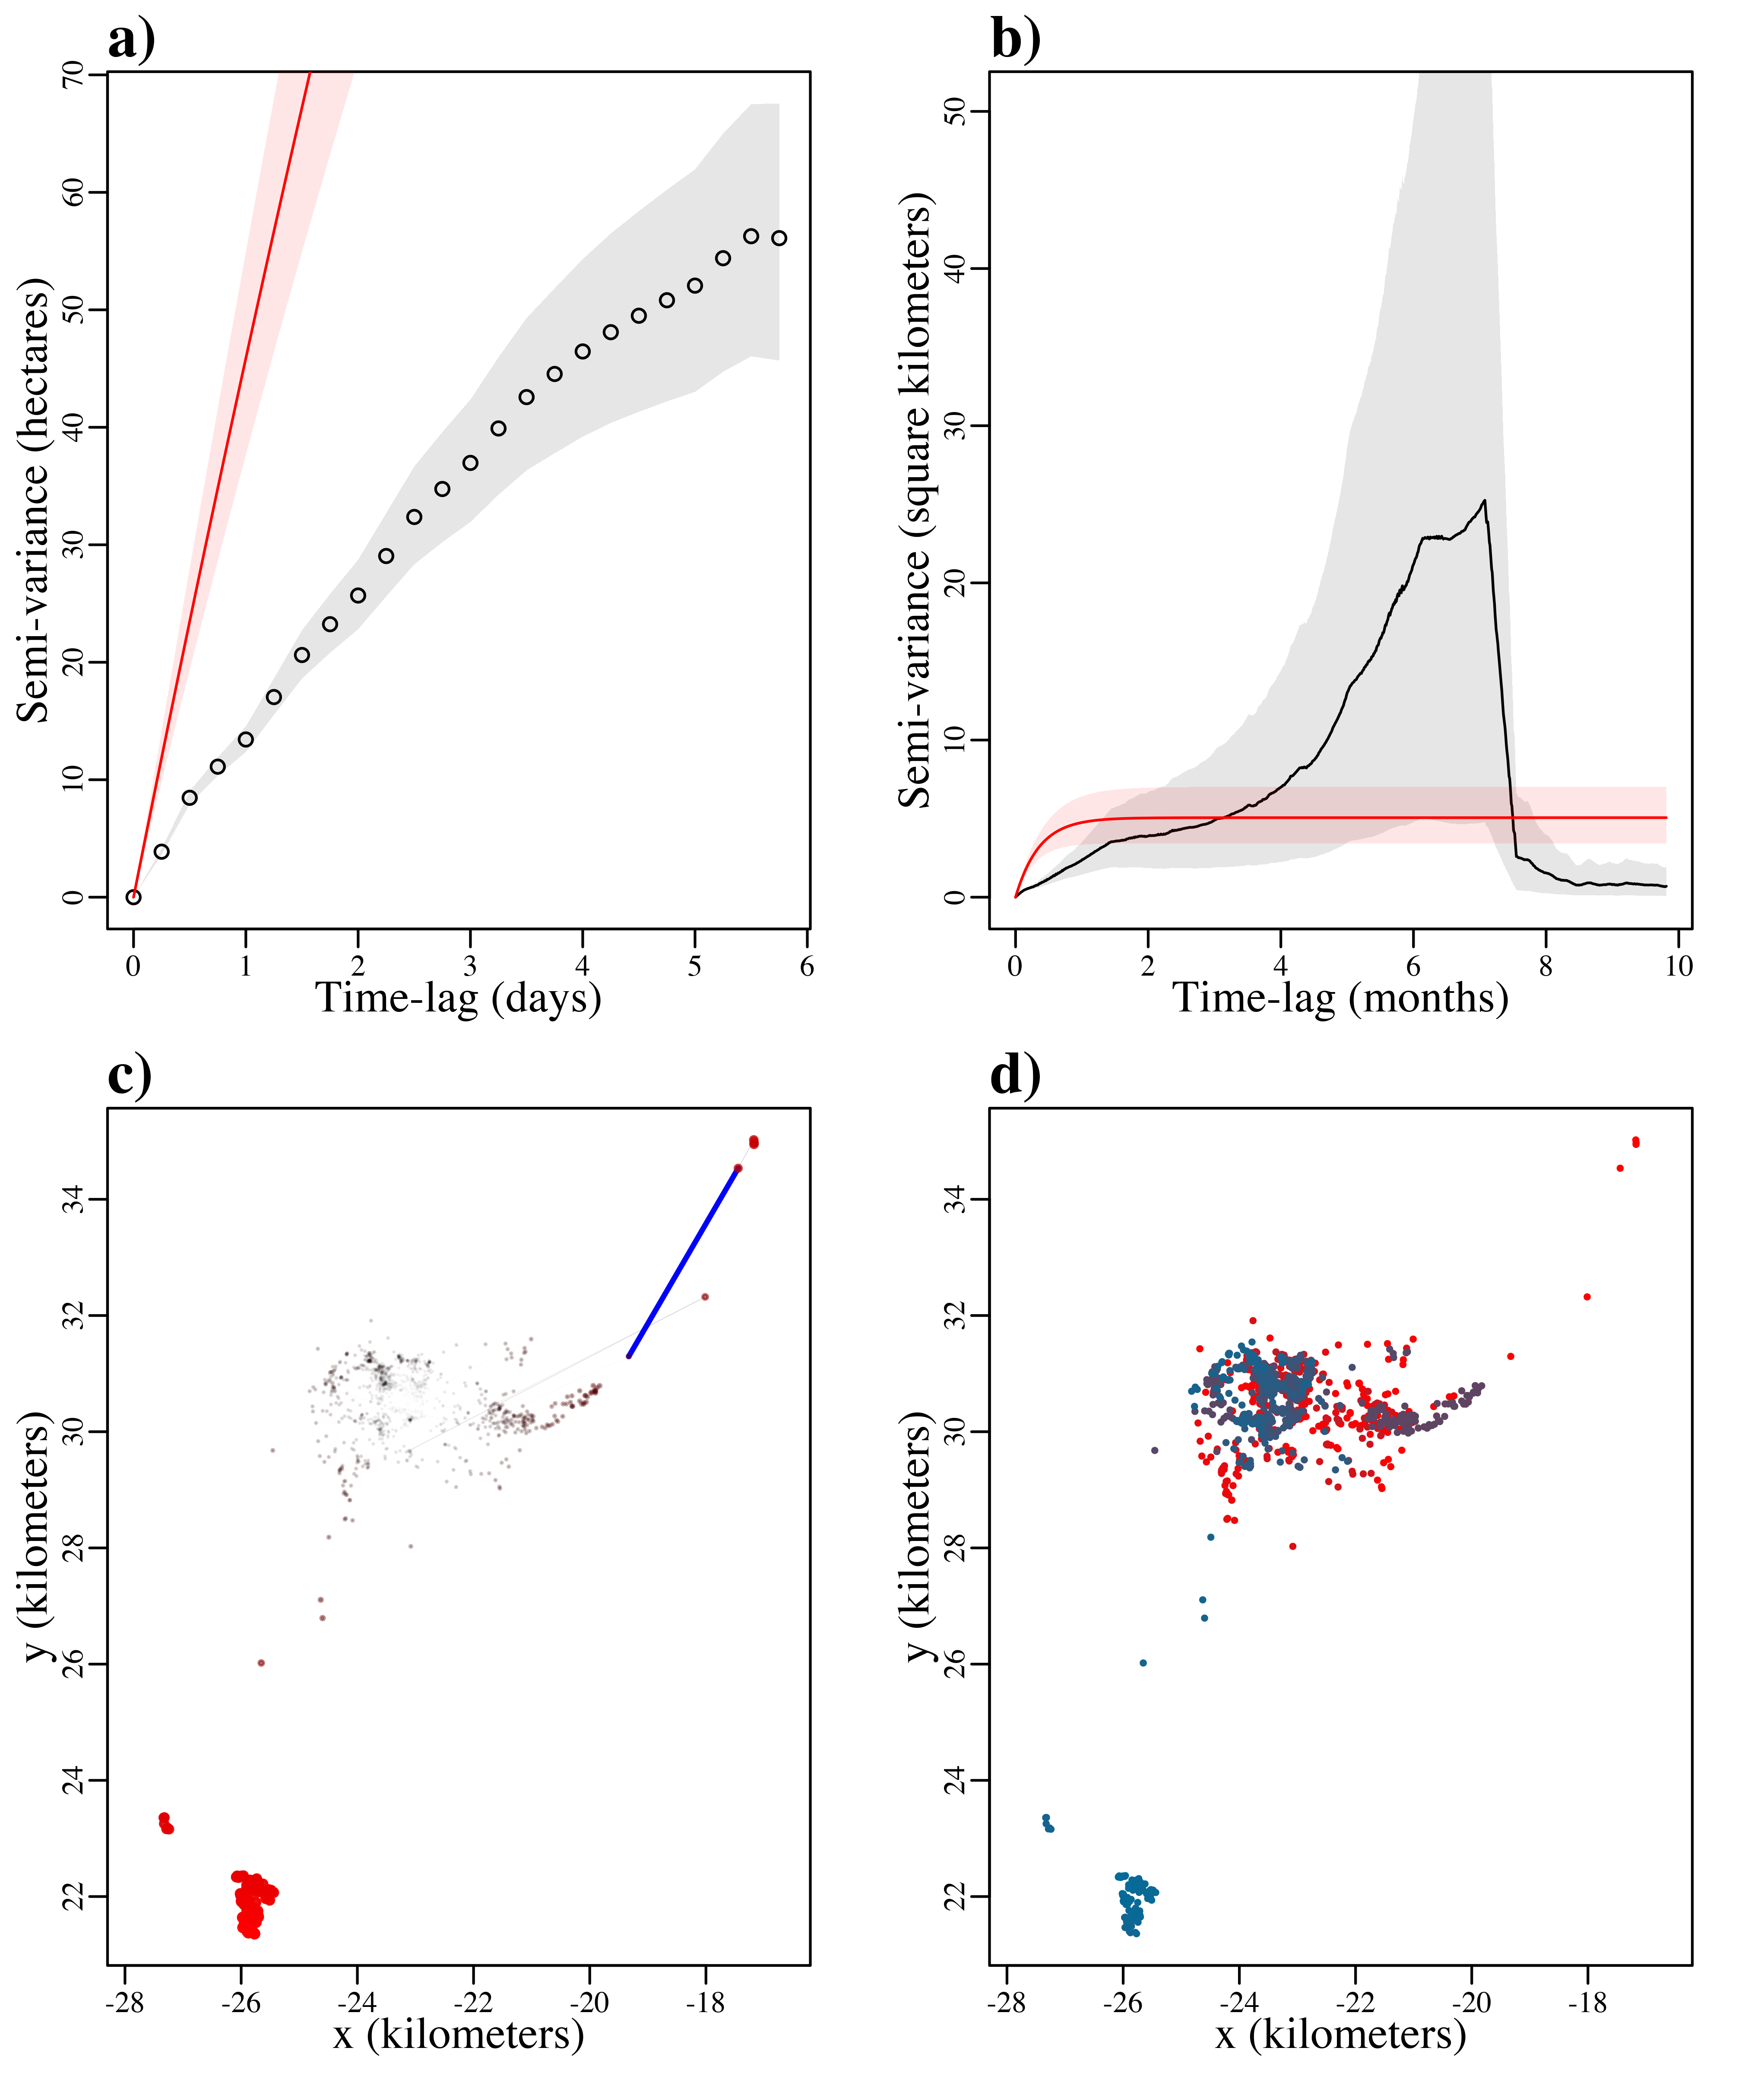 a)
Semi-variance (hectares)
0 10 20 30 40 50 60 70
0 1 2 3 4 5 6
Time-lag (days)
b)
Semi-variance (square kilometers)
0 10 20 30 40 50
0 2 4 6 8 10
Time-lag (months)
c)
y (kilometers)
22 24 26 28 30 32 34
-28 -26 -24 -22 -20 -18
x (kilometers)
d)
y (kilometers)
22 24 26 28 30 32 34
-28 -26 -24 -22 -20 -18
x (kilometers)